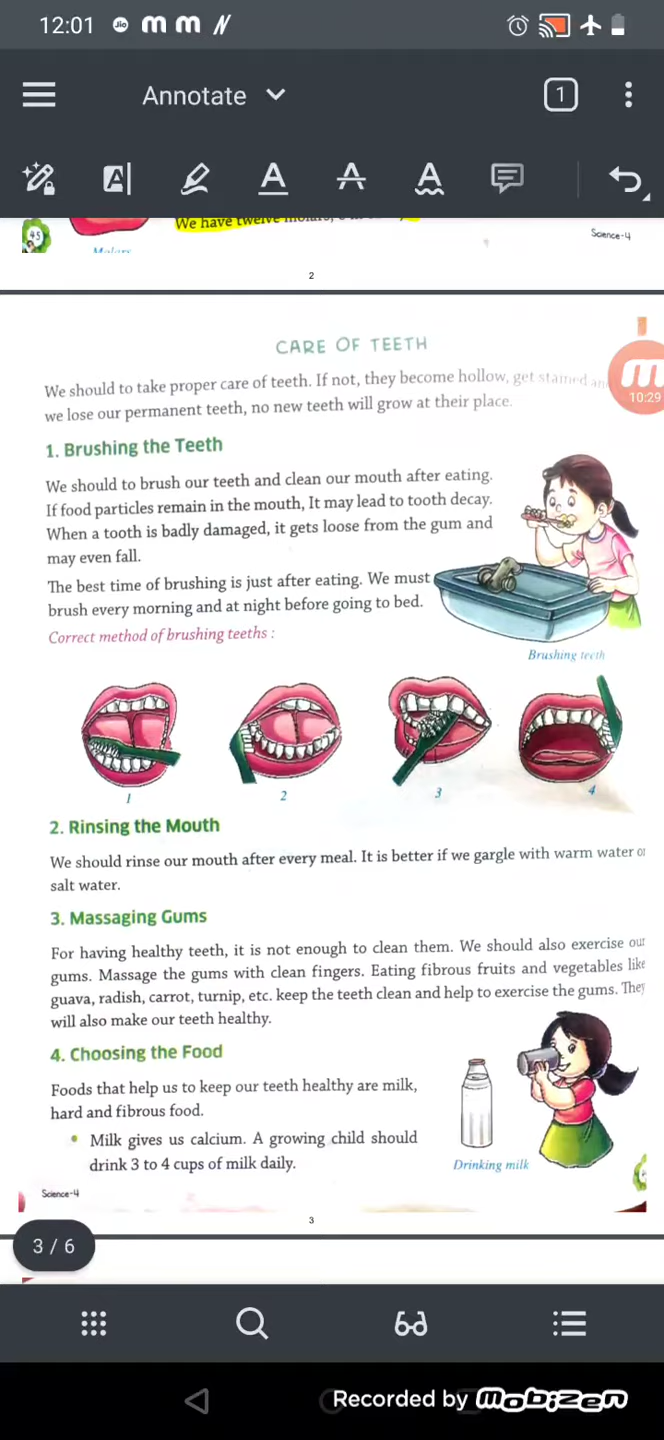 12:01 Jio m m N
Annotate 1
A A A A
We have twelve molars,
45 Molars
Science-4
2
CARE OF TEETH
We should to take proper care of teeth. If not, they become hollow, get stained and
we lose our permanent teeth, no new teeth will grow at their place.
m
10:29
1. Brushing the Teeth
We should to brush our teeth and clean our mouth after eating.
If food particles remain in the mouth, It may lead to tooth decay.
When a tooth is badly damaged, it gets loose from the gum and
may even fall.
The best time of brushing is just after eating. We must
brush every morning and at night before going to bed.
Correct method of brushing teeths :
Brushing teeth
1 2 3 4
2. Rinsing the Mouth
We should rinse our mouth after every meal. It is better if we gargle with warm water or
salt water.
3. Massaging Gums
For having healthy teeth, it is not enough to clean them. We should also exercise our
gums. Massage the gums with clean fingers. Eating fibrous fruits and vegetables like
guava, radish, carrot, turnip, etc. keep the teeth clean and help to exercise the gums. They
will also make our teeth healthy.
4. Choosing the Food
Foods that help us to keep our teeth healthy are milk,
hard and fibrous food.
• Milk gives us calcium. A growing child should
drink 3 to 4 cups of milk daily.
Drinking milk
Science-4
3
3 / 6
Recorded by mobizen